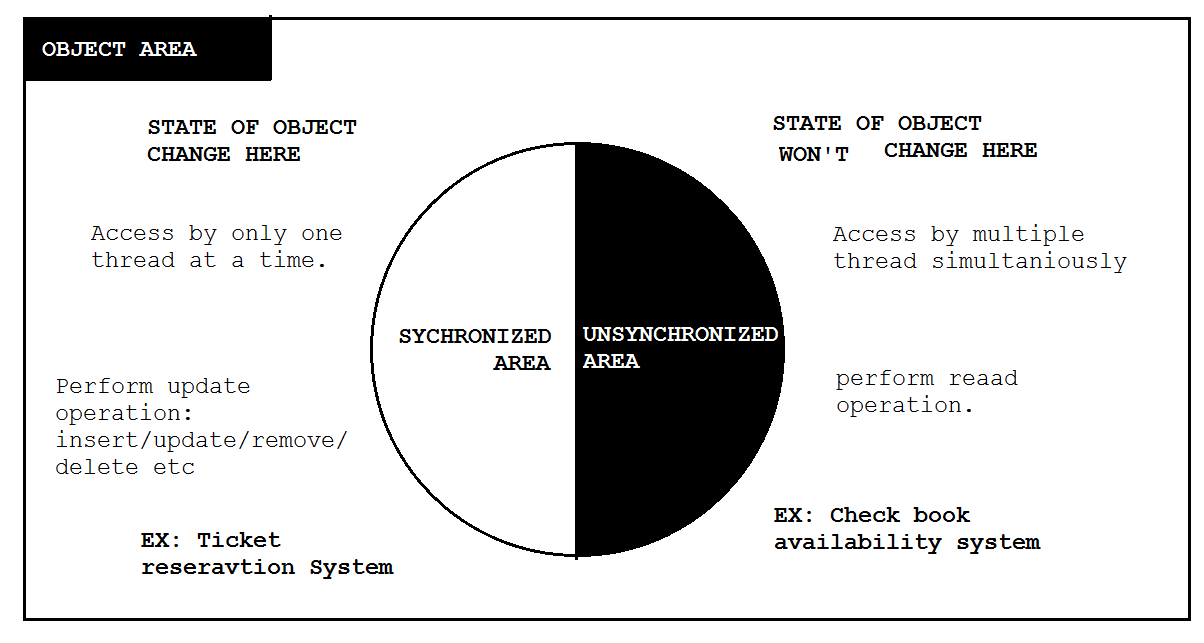 OBJECT AREA
STATE OF OBJECT
CHANGE HERE
Access by only one
thread at a time.
SYCHRONIZED
AREA
Perform update
operation:
insert/update/remove/
delete etc
EX: Ticket
reseravtion System
STATE OF OBJECT
WON'T CHANGE HERE
Access by multiple
thread simultaniously
UNSYNCHRONIZED
AREA
perform reaad
operation.
EX: Check book
availability system